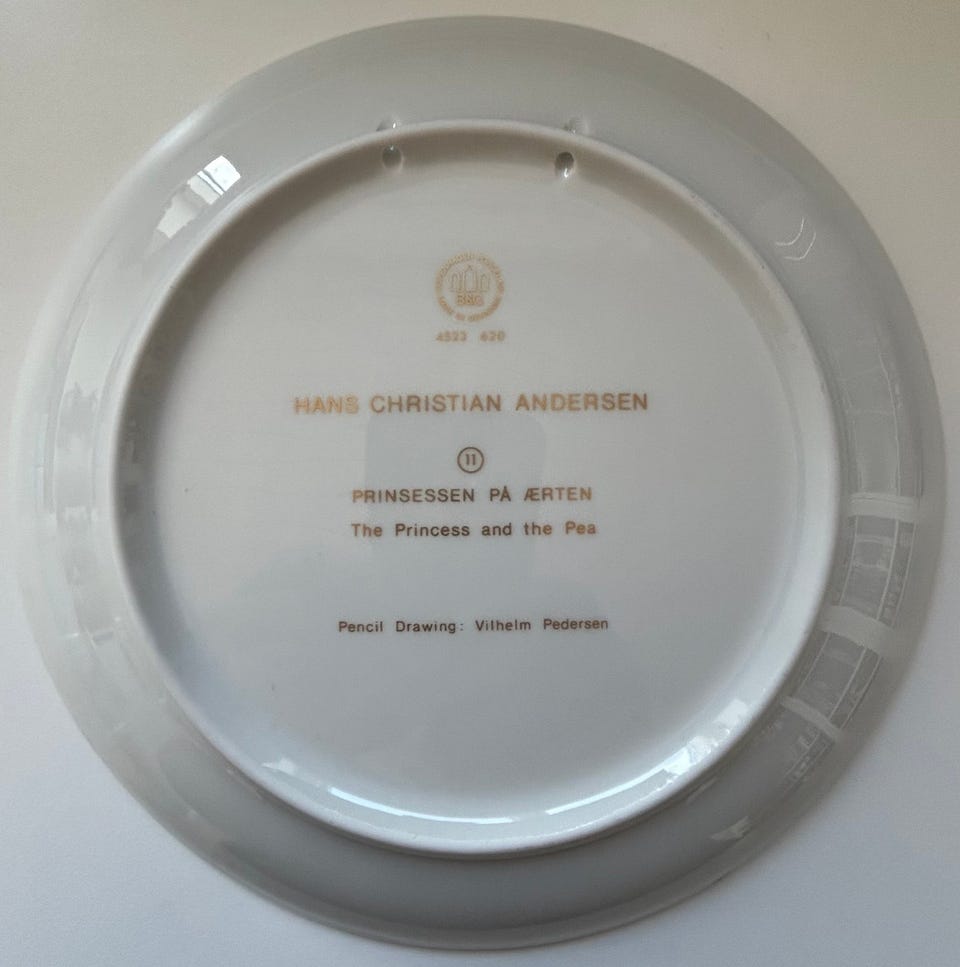 B&G
4523 620
HANS CHRISTIAN ANDERSEN
11
PRINSESSEN PÅ ÆRTEN
The Princess and the Pea
Pencil Drawing: Vilhelm Pedersen